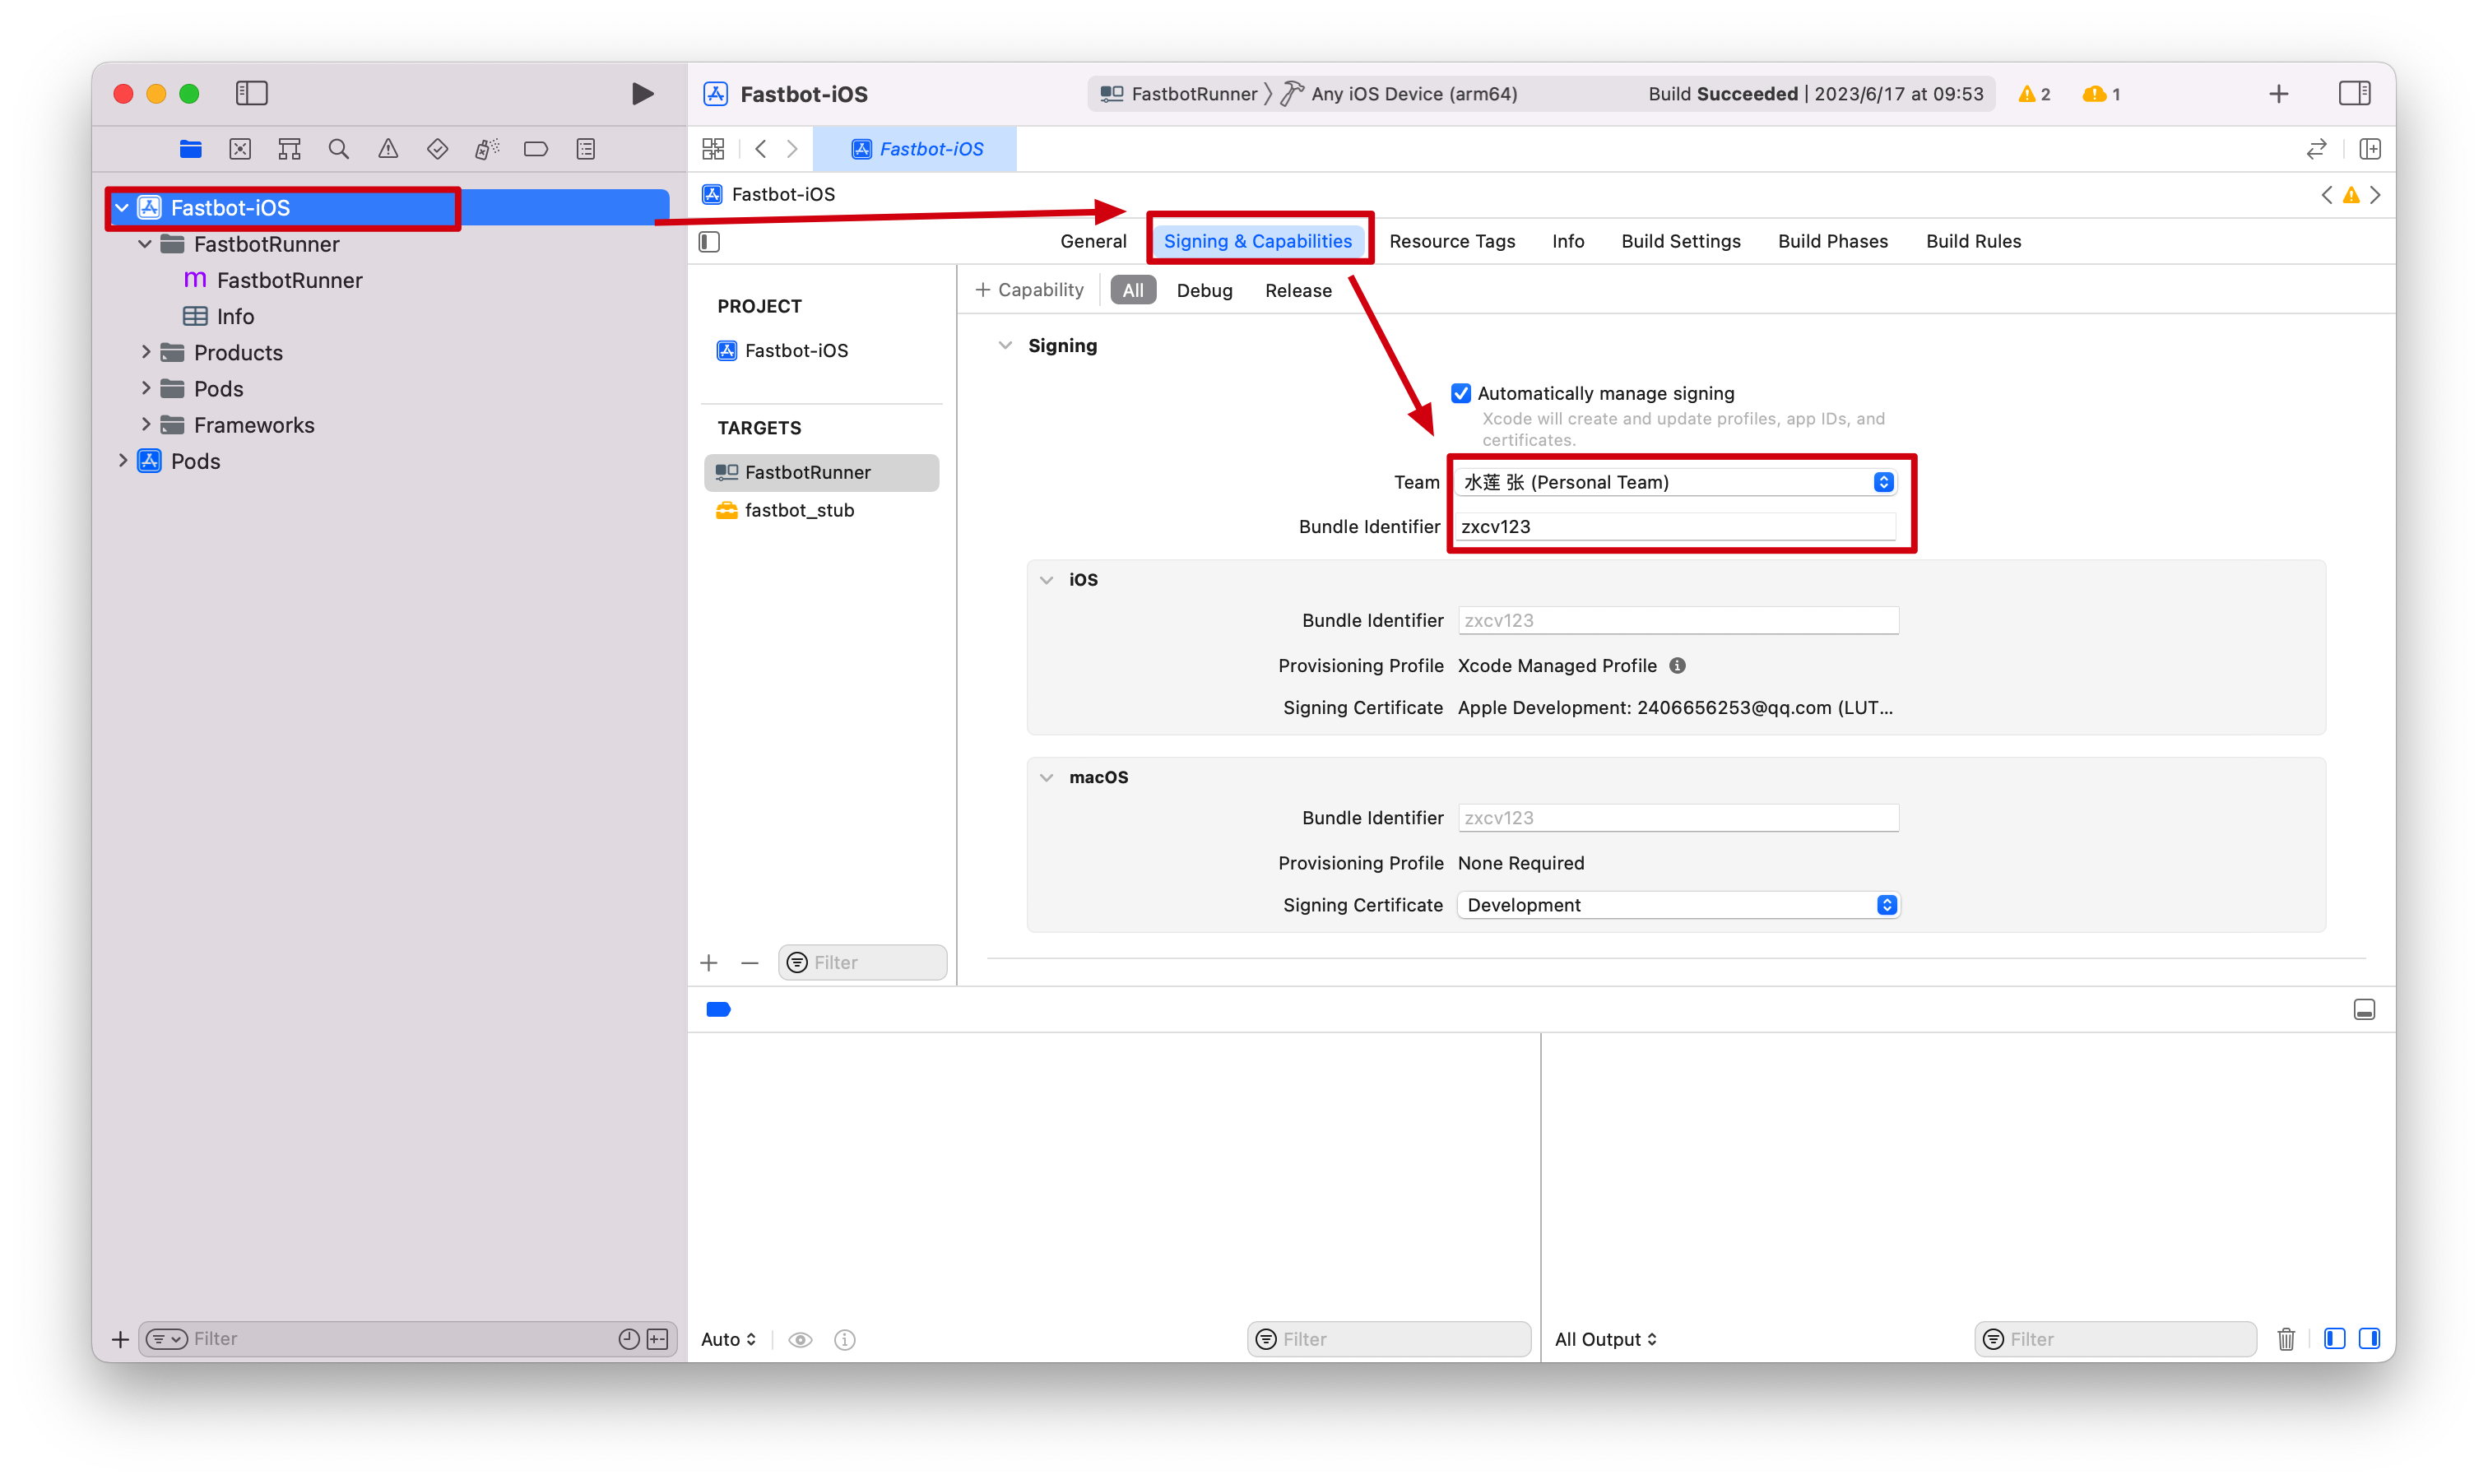 Fastbot-iOS
FastbotRunner
Any iOS Device (arm64)
Build Succeeded | 2023/6/17 at 09:53
2
1
Fastbot-iOS
Fastbot-iOS
FastbotRunner
m FastbotRunner
Info
Products
Pods
Frameworks
Pods
Filter
Fastbot-iOS
General
Signing & Capabilities
Resource Tags
Info
Build Settings
Build Phases
Build Rules
PROJECT
Fastbot-iOS
TARGETS
FastbotRunner
fastbot_stub
Filter
+ Capability
All
Debug
Release
Signing
Automatically manage signing
Xcode will create and update profiles, app IDs, and
certificates.
Team 水莲 张 (Personal Team)
Bundle Identifier zxcv123
iOS
Bundle Identifier zxcv123
Provisioning Profile Xcode Managed Profile
Signing Certificate Apple Development: 2406656253@qq.com (LUT...
macOS
Bundle Identifier zxcv123
Provisioning Profile None Required
Signing Certificate Development
Auto
Filter
All Output
Filter